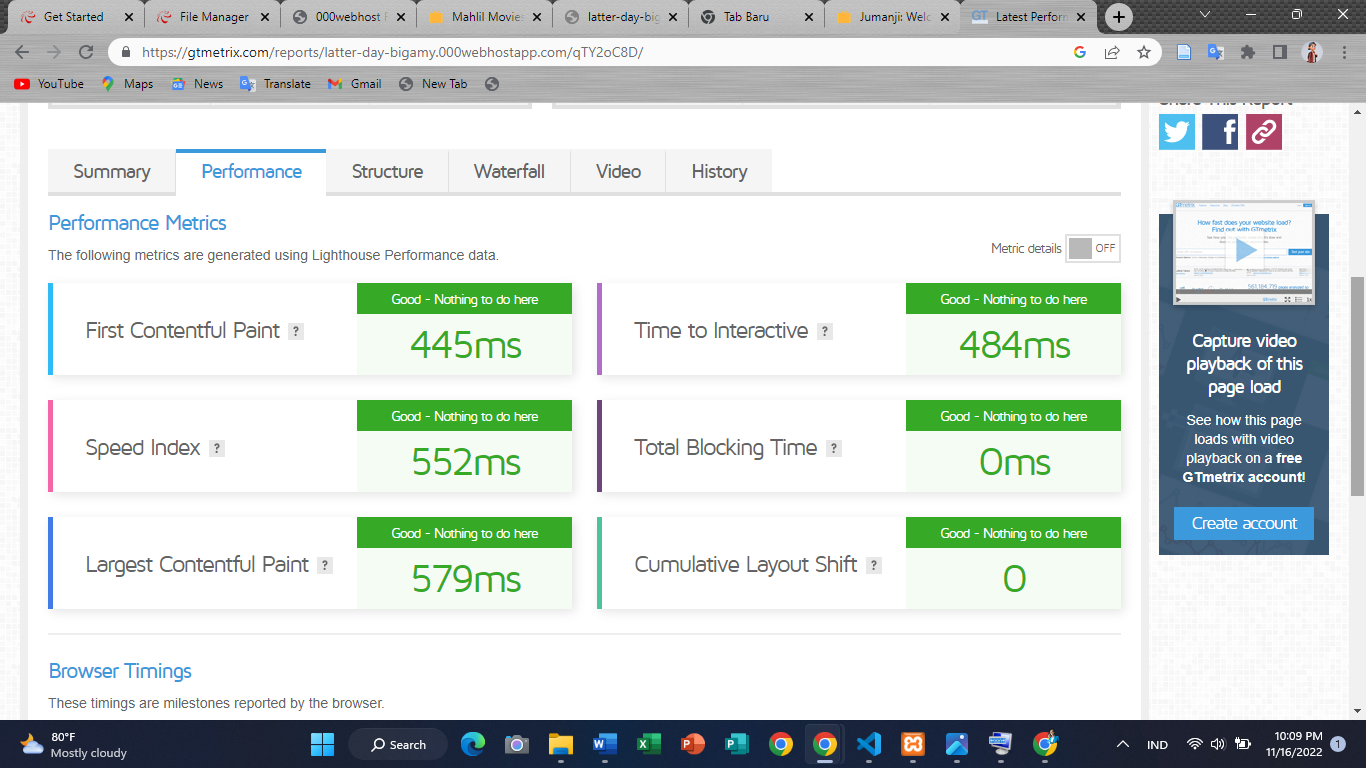 Get Started
File Manager
000webhost
Mahlil Movies
latter-day-big
Tab Baru
Jumanji: Welc
GT Latest Perform
https://gtmetrix.com/reports/latter-day-bigamy.000webhostapp.com/qTY2oC8D/
YouTube Maps News Translate Gmail New Tab
Share This Report
Summary Performance Structure Waterfall Video History
Performance Metrics
The following metrics are generated using Lighthouse Performance data.
Metric details OFF
First Contentful Paint ?
Good - Nothing to do here
445ms
Time to Interactive ?
Good - Nothing to do here
484ms
Speed Index ?
Good - Nothing to do here
552ms
Total Blocking Time ?
Good - Nothing to do here
0ms
Largest Contentful Paint ?
Good - Nothing to do here
579ms
Cumulative Layout Shift ?
Good - Nothing to do here
0
How fast does your website load?
Find out with GTmetrix
Capture video
playback of this
page load
See how this page
loads with video
playback on a free
GTmetrix account!
Create account
Browser Timings
These timings are milestones reported by the browser.
80°F
Mostly cloudy
Search
IND
10:09 PM
11/16/2022
1